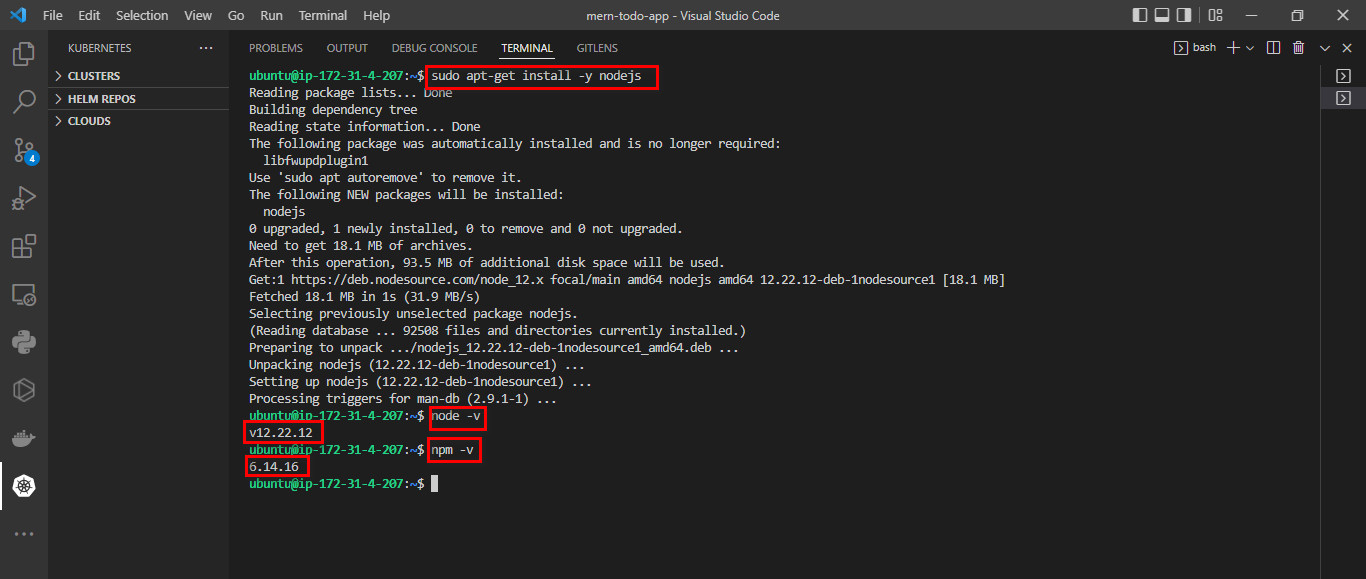 File Edit Selection View Go Run Terminal Help mern-todo-app - Visual Studio Code
KUBERNETES ...
CLUSTERS
HELM REPOS
CLOUDS
4
PROBLEMS OUTPUT DEBUG CONSOLE TERMINAL GITLENS bash
ubuntu@ip-172-31-4-207:~$ sudo apt-get install -y nodejs
Reading package lists... Done
Building dependency tree
Reading state information... Done
The following package was automatically installed and is no longer required:
  libfwupdplugin1
Use 'sudo apt autoremove' to remove it.
The following NEW packages will be installed:
  nodejs
0 upgraded, 1 newly installed, 0 to remove and 0 not upgraded.
Need to get 18.1 MB of archives.
After this operation, 93.5 MB of additional disk space will be used.
Get:1 https://deb.nodesource.com/node_12.x focal/main amd64 nodejs amd64 12.22.12-deb-1nodesource1 [18.1 MB]
Fetched 18.1 MB in 1s (31.9 MB/s)
Selecting previously unselected package nodejs.
(Reading database ... 92508 files and directories currently installed.)
Preparing to unpack .../nodejs_12.22.12-deb-1nodesource1_amd64.deb ...
Unpacking nodejs (12.22.12-deb-1nodesource1) ...
Setting up nodejs (12.22.12-deb-1nodesource1) ...
Processing triggers for man-db (2.9.1-1) ...
ubuntu@ip-172-31-4-207:~$ node -v
v12.22.12
ubuntu@ip-172-31-4-207:~$ npm -v
6.14.16
ubuntu@ip-172-31-4-207:~$